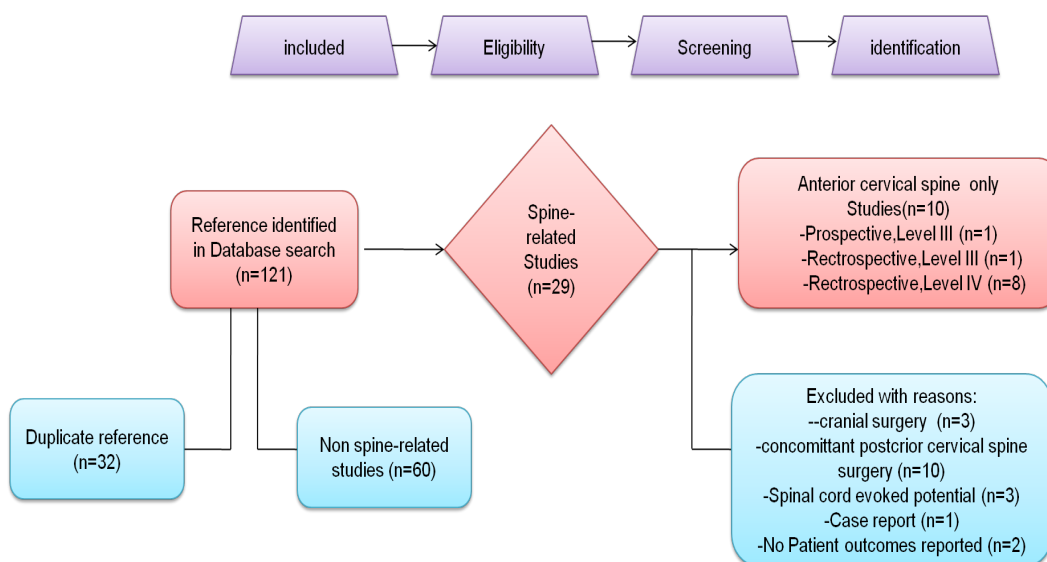 included
Eligibility
Screening
identification
Reference identified
in Database search
(n=121)
Spine-
related
Studies
(n=29)
Anterior cervical spine only
Studies(n=10)
-Prospective,Level III (n=1)
-Rectrospective,Level III (n=1)
-Rectrospective,Level IV (n=8)
Duplicate reference
(n=32)
Non spine-related
studies (n=60)
Excluded with reasons:
--cranial surgery (n=3)
-concomittant postcrior cervical spine
surgery (n=10)
-Spinal cord evoked potential (n=3)
-Case report (n=1)
-No Patient outcomes reported (n=2)